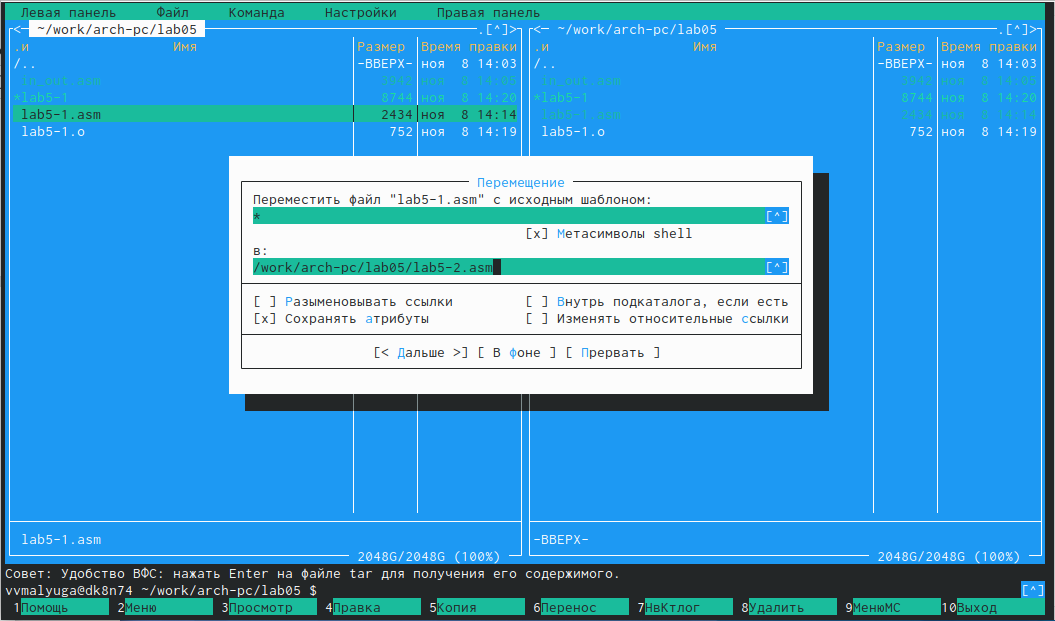 Левая панель Файл Команда Настройки Правая панель
<- ~/work/arch-pc/lab05 .[^]> <- ~/work/arch-pc/lab05 .[^]>
.и Имя Размер Время правки .и Имя Размер Время правки
/.. -ВВЕРХ- ноя 8 14:03 /.. -ВВЕРХ- ноя 8 14:03
in_out.asm 3942 ноя 8 14:05 in_out.asm 3942 ноя 8 14:05
*lab5-1 8744 ноя 8 14:20 *lab5-1 8744 ноя 8 14:20
lab5-1.asm 2434 ноя 8 14:14 lab5-1.asm 2434 ноя 8 14:14
lab5-1.o 752 ноя 8 14:19 lab5-1.o 752 ноя 8 14:19
Перемещение
Переместить файл "lab5-1.asm" с исходным шаблоном:
* [^]
[x] Метасимволы shell
в:
/work/arch-pc/lab05/lab5-2.asm [^]
[ ] Разыменовывать ссылки [ ] Внутрь подкаталога, если есть
[x] Сохранять атрибуты [ ] Изменять относительные ссылки
[< Дальше >] [ В фоне ] [ Прервать ]
lab5-1.asm -ВВЕРХ-
2048G/2048G (100%) 2048G/2048G (100%)
Совет: Удобство ВФС: нажать Enter на файле tar для получения его содержимого.
vvmalyuga@dk8n74 ~/work/arch-pc/lab05 $ [^]
1Помощь 2Меню 3Просмотр 4Правка 5Копия 6Перенос 7НвКтлог 8Удалить 9МенюMC 10Выход